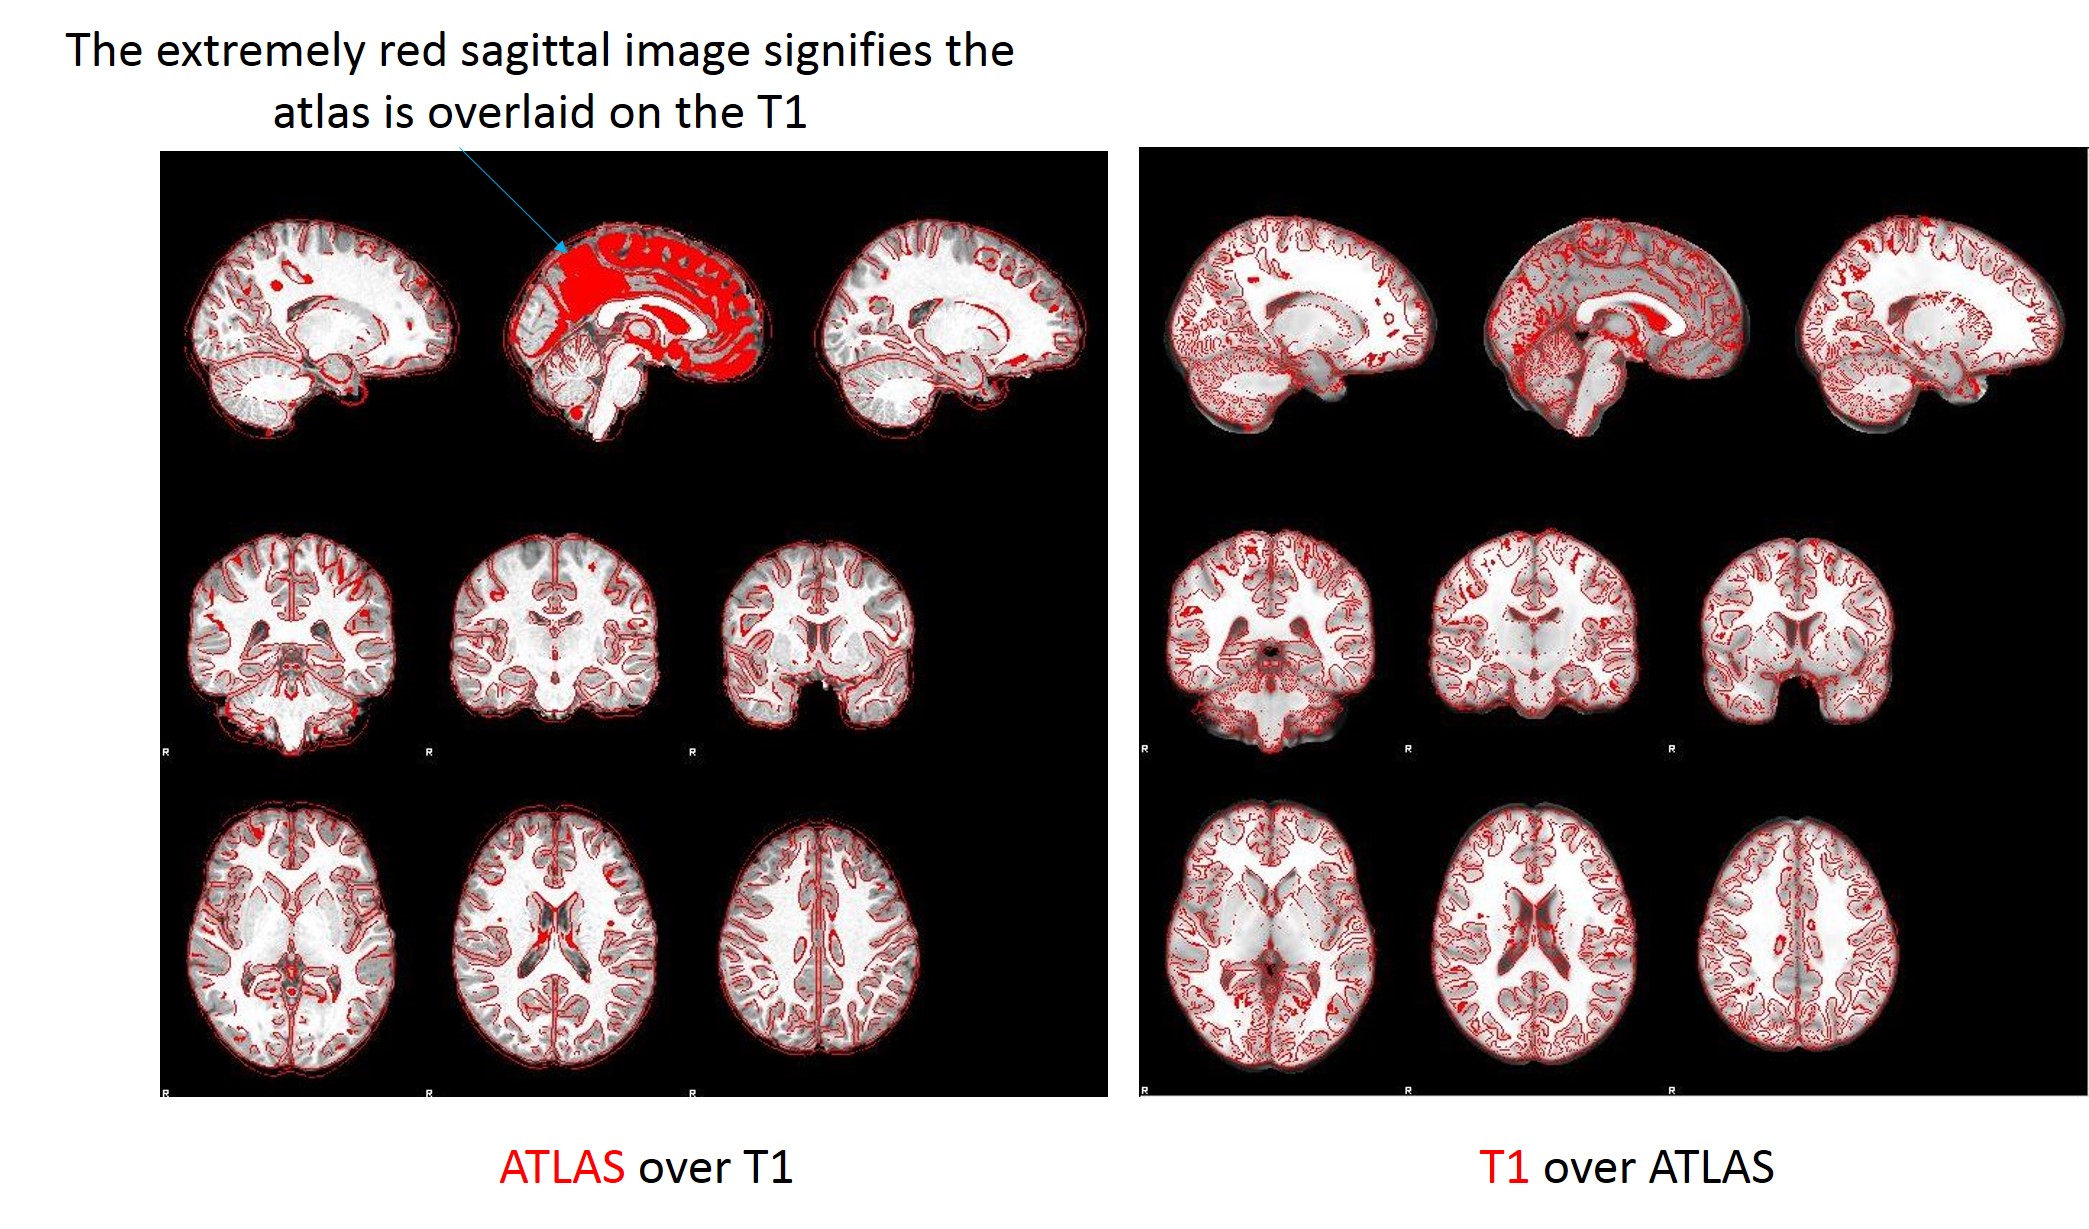 The extremely red sagittal image signifies the
atlas is overlaid on the T1
R
R
R
R
R
R
R
R
R
R
R
R
ATLAS over T1
T1 over ATLAS